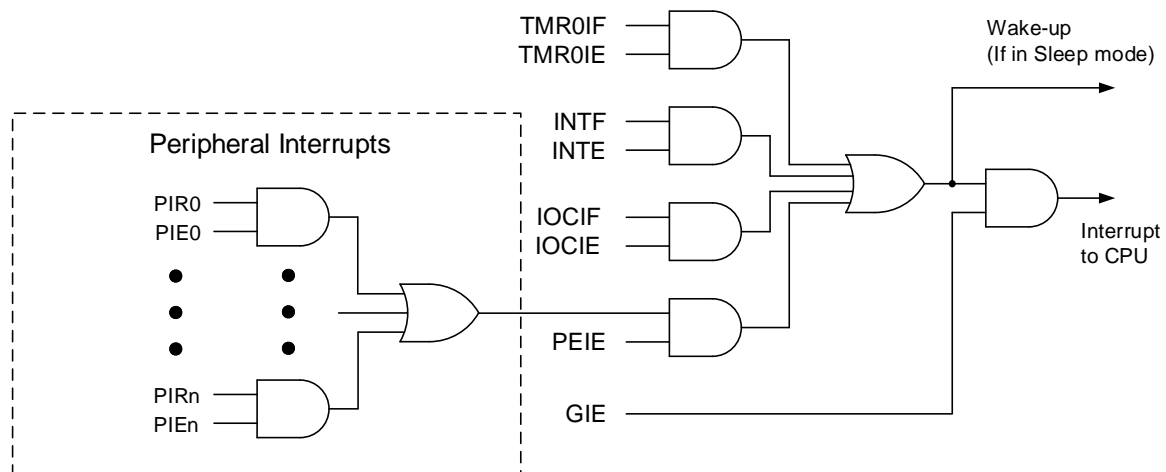 TMR0IF
TMR0IE
Wake-up
(If in Sleep mode)
Peripheral Interrupts
INTF
INTE
PIR0
PIE0
IOCIF
IOCIE
Interrupt
to CPU
PEIE
PIRn
PIEn
GIE